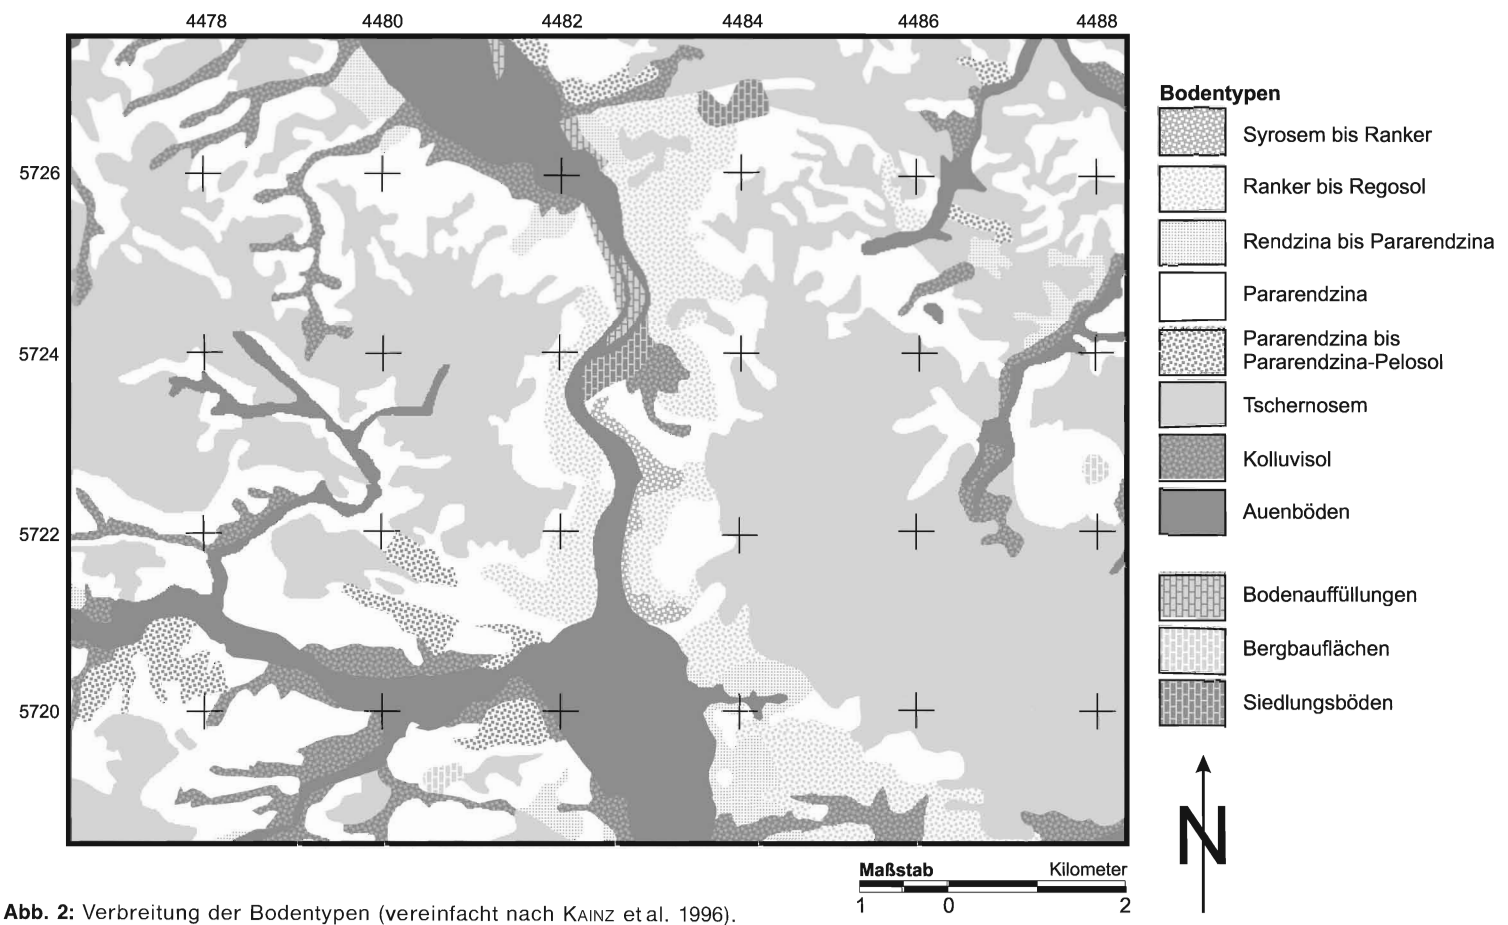 4478 4480 4482 4484 4486 4488
5726
5724
5722
5720
Bodentypen
Syrosem bis Ranker
Ranker bis Regosol
Rendzina bis Pararendzina
Pararendzina
Pararendzina bis
Pararendzina-Pelosol
Tschernosem
Kolluvisol
Auenböden
Bodenauffüllungen
Bergbauflächen
Siedlungsböden
N
Maßstab Kilometer
1 0 2
Abb. 2: Verbreitung der Bodentypen (vereinfacht nach KAINZ et al. 1996).